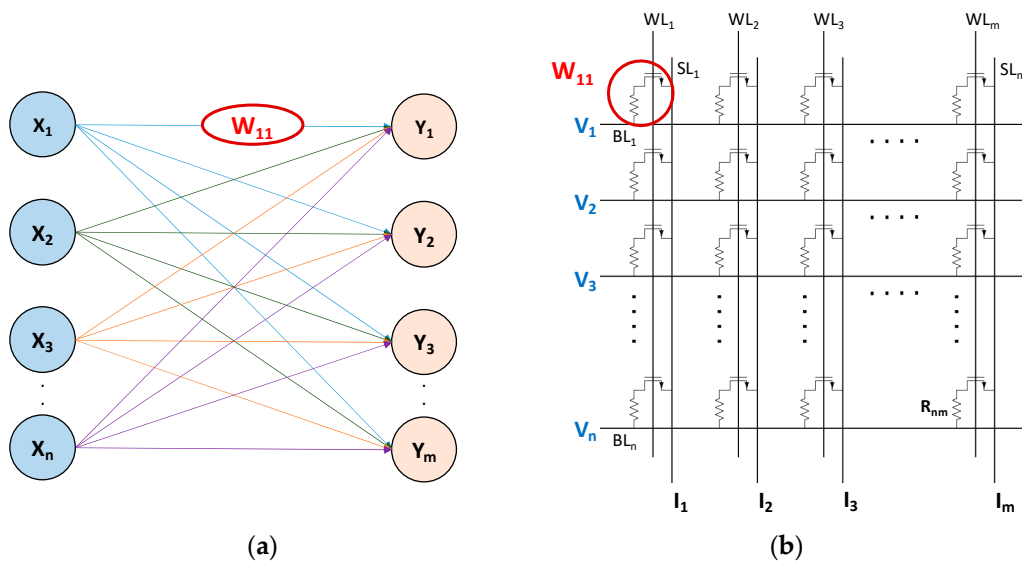 W₁₁
X₁
X₂
X₃
.
.
Xₙ
Y₁
Y₂
Y₃
.
.
Yₘ
(a)
WL₁ WL₂ WL₃ WLₘ
W₁₁ SL₁ SLₘ
V₁ BL₁ . . . .
V₂ . . . .
V₃ . . . .
Rₙₘ
Vₙ BLₙ
I₁ I₂ I₃ Iₘ
(b)